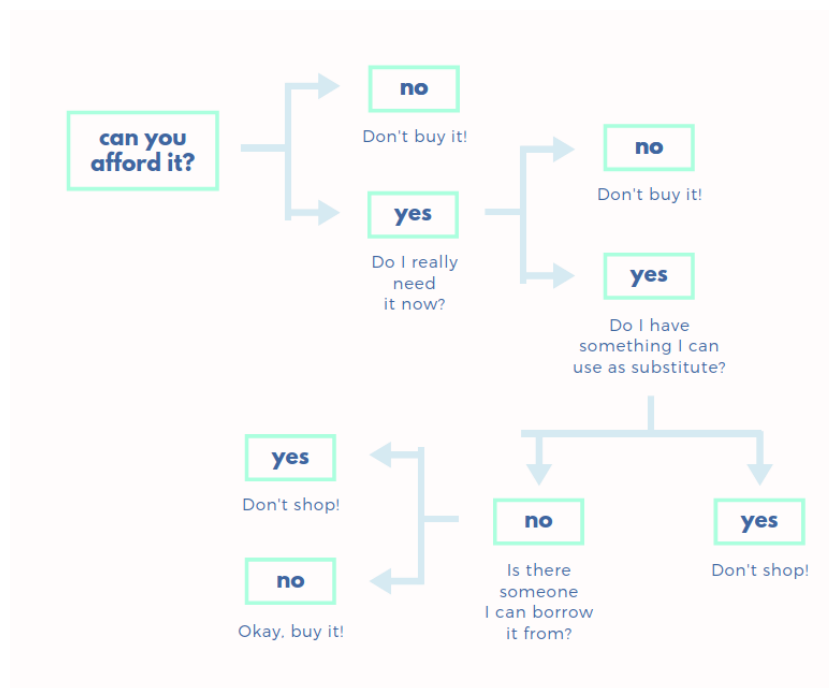 can you
afford it?
no
Don't buy it!
yes
Do I really
need
it now?
no
Don't buy it!
yes
Do I have
something I can
use as substitute?
no
Is there
someone
I can borrow
it from?
yes
Don't shop!
yes
Don't shop!
no
Okay, buy it!